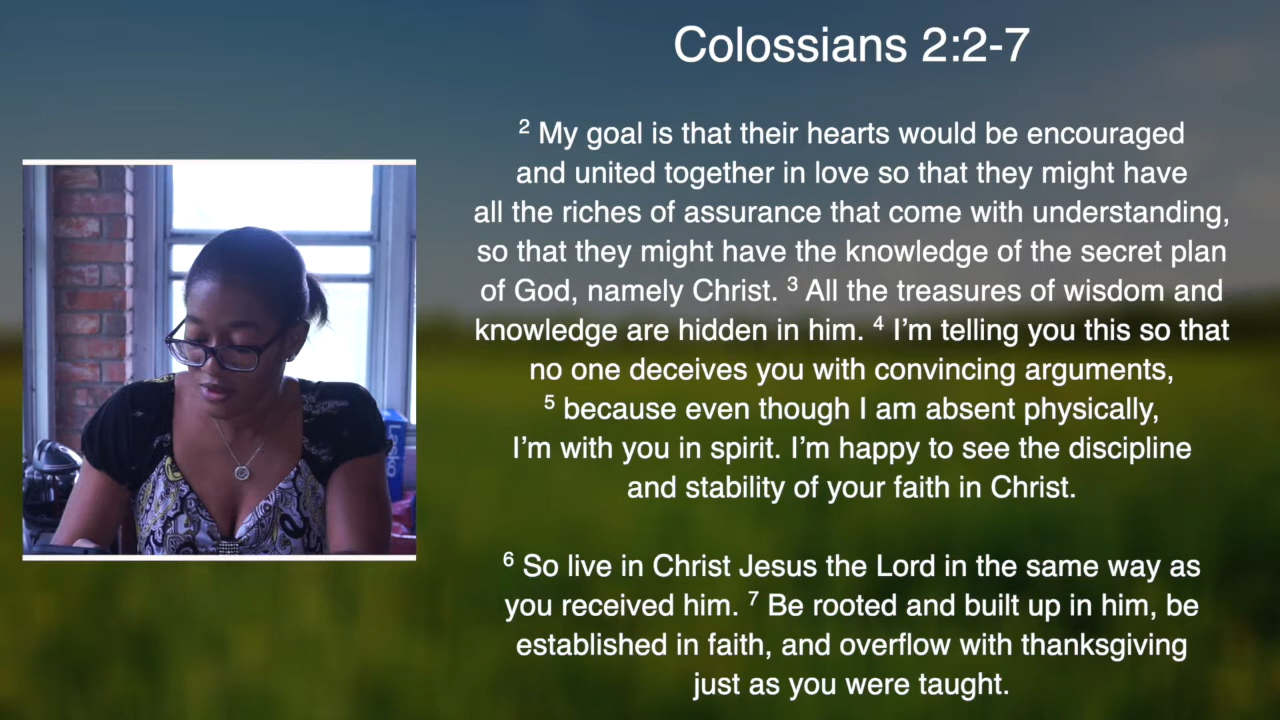 Colossians 2:2-7
² My goal is that their hearts would be encouraged
and united together in love so that they might have
all the riches of assurance that come with understanding,
so that they might have the knowledge of the secret plan
of God, namely Christ. ³ All the treasures of wisdom and
knowledge are hidden in him. ⁴ I’m telling you this so that
no one deceives you with convincing arguments,
⁵ because even though I am absent physically,
I’m with you in spirit. I’m happy to see the discipline
and stability of your faith in Christ.
⁶ So live in Christ Jesus the Lord in the same way as
you received him. ⁷ Be rooted and built up in him, be
established in faith, and overflow with thanksgiving
just as you were taught.
Lasko